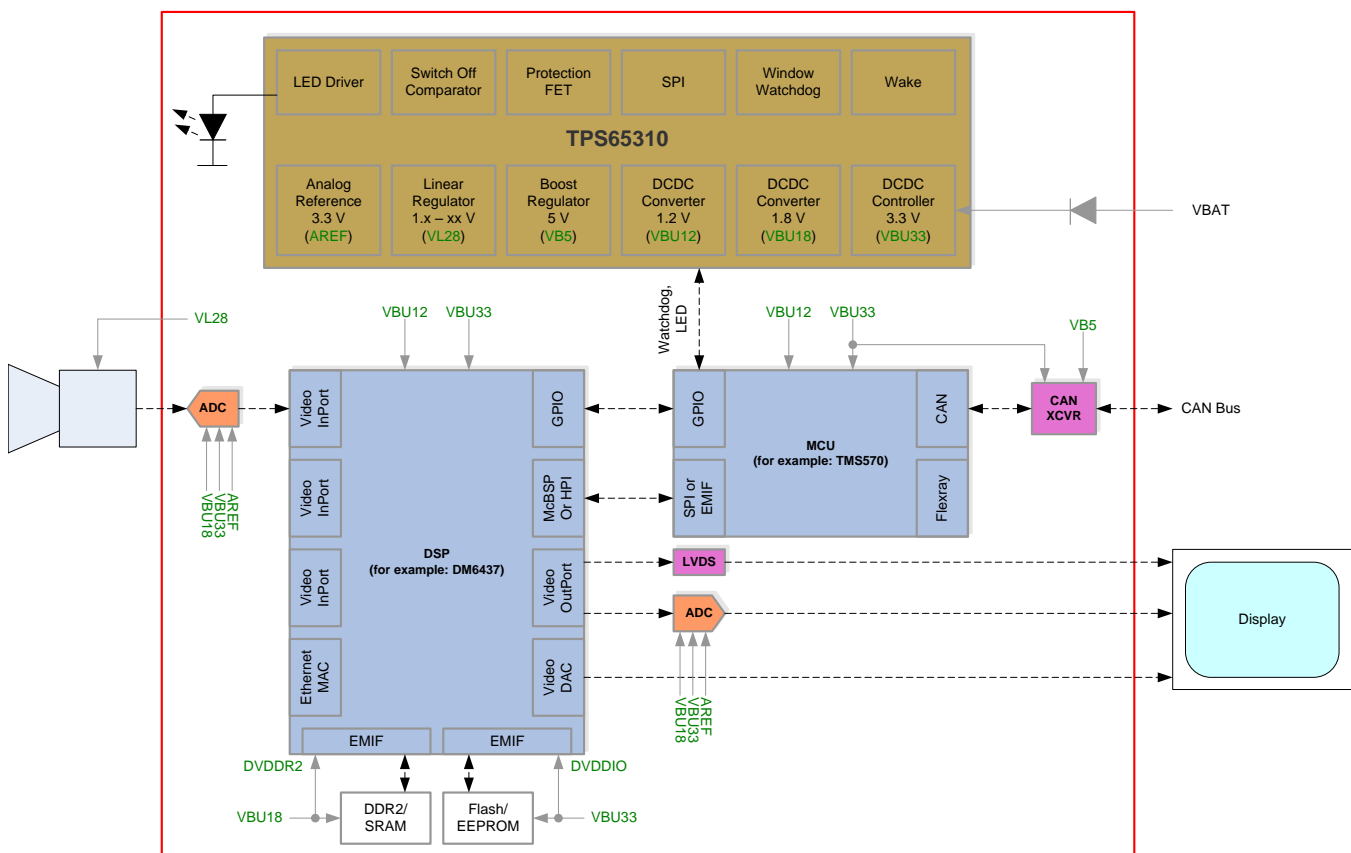 LED Driver
Switch Off
Comparator
Protection
FET
SPI
Window
Watchdog
Wake
TPS65310
Analog
Reference
3.3 V
(AREF)
Linear
Regulator
1.x – xx V
(VL28)
Boost
Regulator
5 V
(VB5)
DCDC
Converter
1.2 V
(VBU12)
DCDC
Converter
1.8 V
(VBU18)
DCDC
Controller
3.3 V
(VBU33)
VBAT
VL28
VBU12
VBU33
Watchdog,
LED
VBU12
VBU33
VB5
ADC
VBU18
VBU33
AREF
Video
InPort
Video
InPort
Video
InPort
Ethernet
MAC
DSP
(for example: DM6437)
GPIO
McBSP
Or HPI
Video
OutPort
Video
DAC
EMIF
EMIF
GPIO
SPI or
EMIF
MCU
(for example: TMS570)
CAN
Flexray
CAN
XCVR
CAN Bus
LVDS
ADC
VBU18
VBU33
AREF
Display
DVDDR2
DVDDIO
VBU18
DDR2/
SRAM
Flash/
EEPROM
VBU33